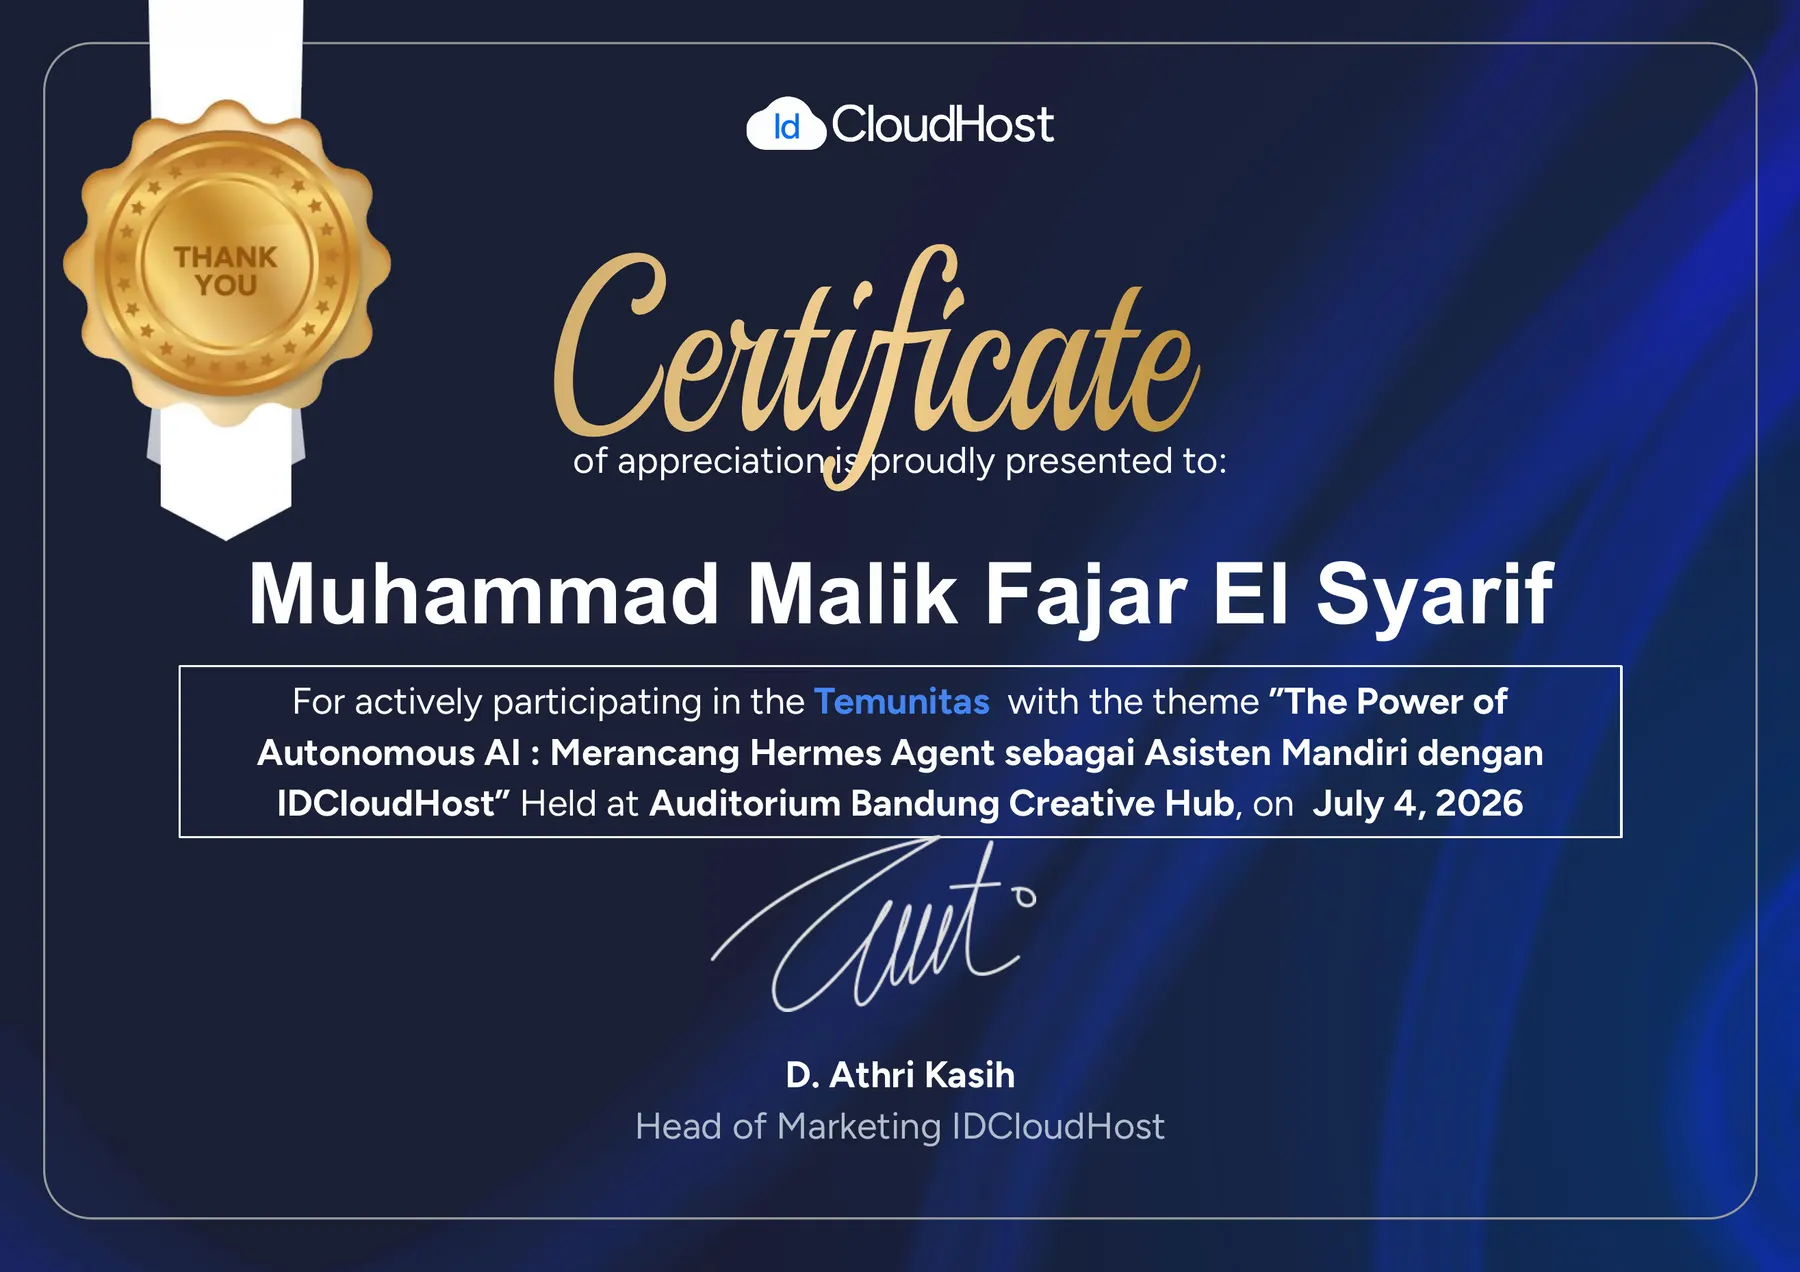 Id CloudHost
THANK
YOU
Certificate
of appreciation is proudly presented to:
Muhammad Malik Fajar El Syarif
For actively participating in the Temunitas with the theme "The Power of
Autonomous AI : Merancang Hermes Agent sebagai Asisten Mandiri dengan
IDCloudHost" Held at Auditorium Bandung Creative Hub, on July 4, 2026
D. Athri Kasih
Head of Marketing IDCloudHost